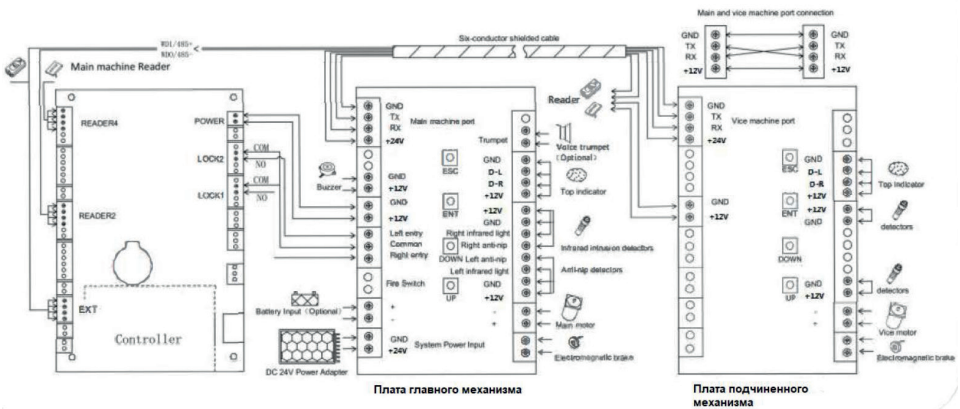 Main and vice machine port connection
GND
TX
RX
+12V
GND
TX
RX
+12V
WD1/485+
WD0/485-
Six-conductor shielded cable
Main machine Reader
READER4
READER2
EXT
Controller
POWER
LOCK2
LOCK1
COM
NO
COM
NO
Buzzer
Battery Input (Optional)
DC 24V Power Adapter
GND
TX
RX
+24V
Main machine port
GND
+12V
GND
+12V
Left entry
Common
Right entry
Fire Switch
+
-
GND
+24V
System Power Input
ESC
ENT
DOWN
UP
Trumpet
GND
D-L
D-R
+12V
+12V
GND
Right infrared light
Right anti-nip
Left anti-nip
Left infrared light
GND
+12V
-
+
Reader
Voice trumpet
(Optional)
Top indicator
Infrared intrusion detectors
Anti-nip detectors
Main motor
Electromagnetic brake
Плата главного механизма
GND
TX
RX
+24V
Vice machine port
GND
+12V
ESC
ENT
DOWN
UP
GND
D-L
D-R
+12V
+12V
GND
GND
+12V
-
+
Top indicator
detectors
detectors
Vice motor
Electromagnetic brake
Плата подчиненного
механизма